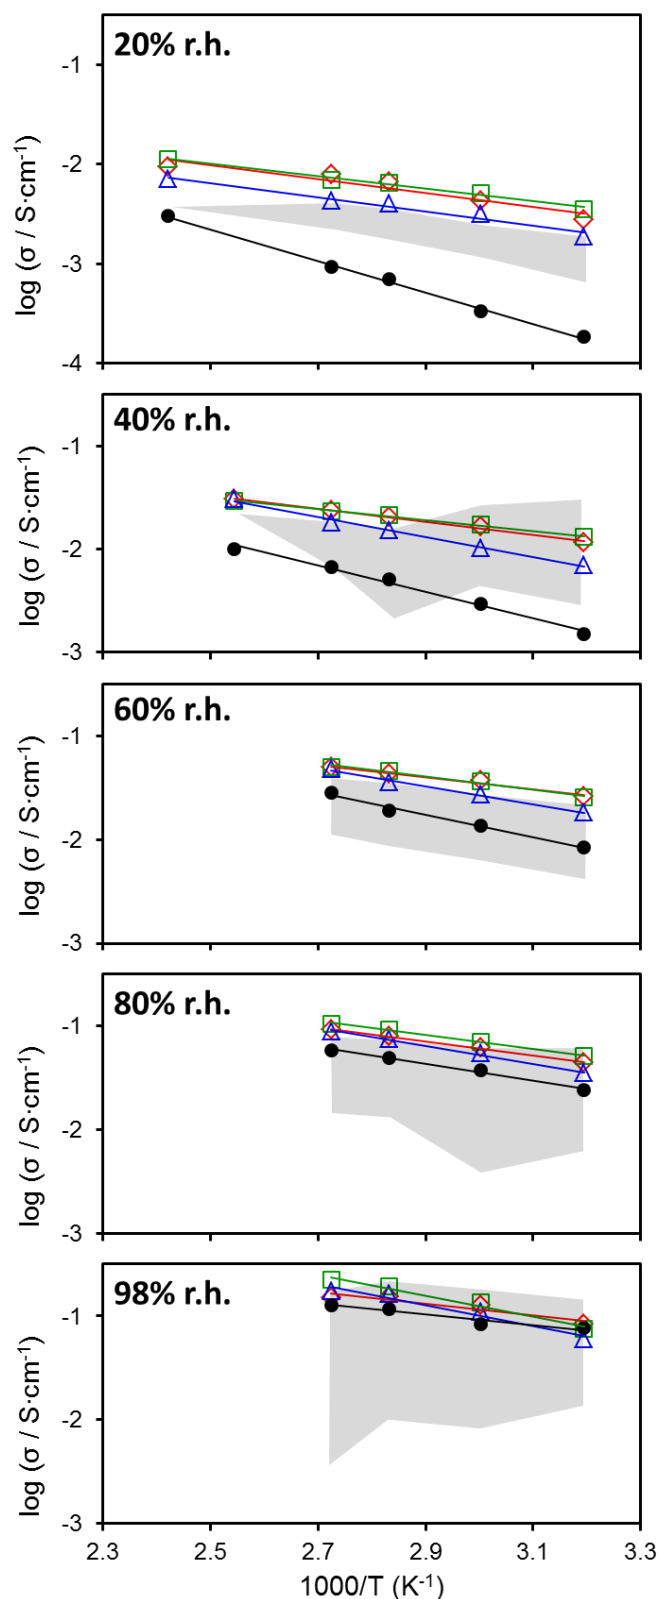 20% r.h.
-1
-2
-3
-4
log (σ / S·cm-1)
40% r.h.
-1
-2
-3
log (σ / S·cm-1)
60% r.h.
-1
-2
-3
log (σ / S·cm-1)
80% r.h.
-1
-2
-3
log (σ / S·cm-1)
98% r.h.
-1
-2
-3
log (σ / S·cm-1)
2.3 2.5 2.7 2.9 3.1 3.3
1000/T (K-1)